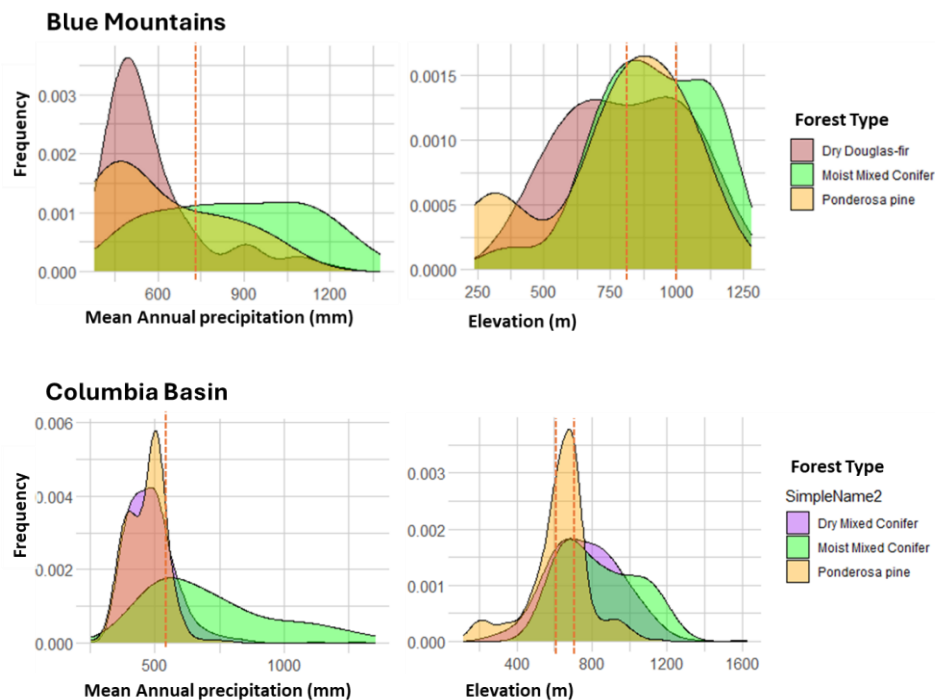 Blue Mountains
Frequency
0.003
0.002
0.001
0.000
600 900 1200
Mean Annual precipitation (mm)
0.0015
0.0010
0.0005
0.0000
250 500 750 1000 1250
Elevation (m)
Forest Type
Dry Douglas-fir
Moist Mixed Conifer
Ponderosa pine
Columbia Basin
Frequency
0.006
0.004
0.002
0.000
500 1000
Mean Annual precipitation (mm)
0.003
0.002
0.001
0.000
400 800 1200 1600
Elevation (m)
Forest Type
SimpleName2
Dry Mixed Conifer
Moist Mixed Conifer
Ponderosa pine